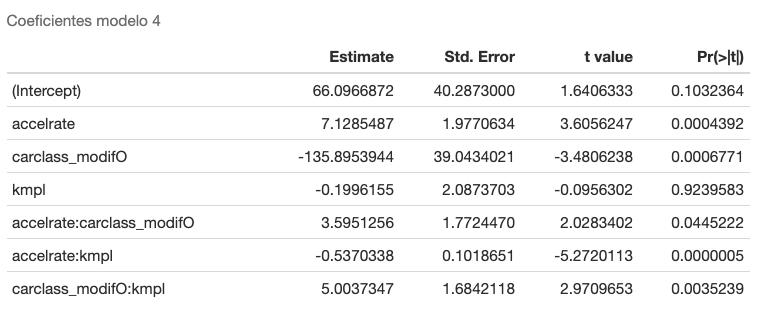 Coeficientes modelo 4
Estimate Std. Error t value Pr(>|t|)
(Intercept) 66.0966872 40.2873000 1.6406333 0.1032364
accelrate 7.1285487 1.9770634 3.6056247 0.0004392
carclass_modifO -135.8953944 39.0434021 -3.4806238 0.0006771
kmpl -0.1996155 2.0873703 -0.0956302 0.9239583
accelrate:carclass_modifO 3.5951256 1.7724470 2.0283402 0.0445222
accelrate:kmpl -0.5370338 0.1018651 -5.2720113 0.0000005
carclass_modifO:kmpl 5.0037347 1.6842118 2.9709653 0.0035239